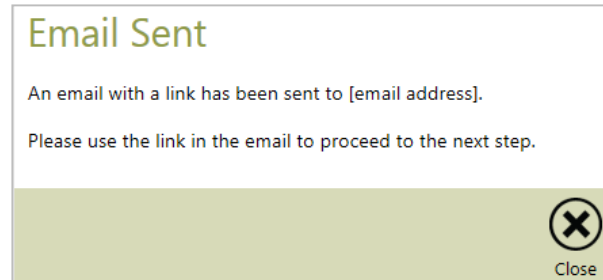 Email Sent
An email with a link has been sent to [email address].
Please use the link in the email to proceed to the next step.
Close